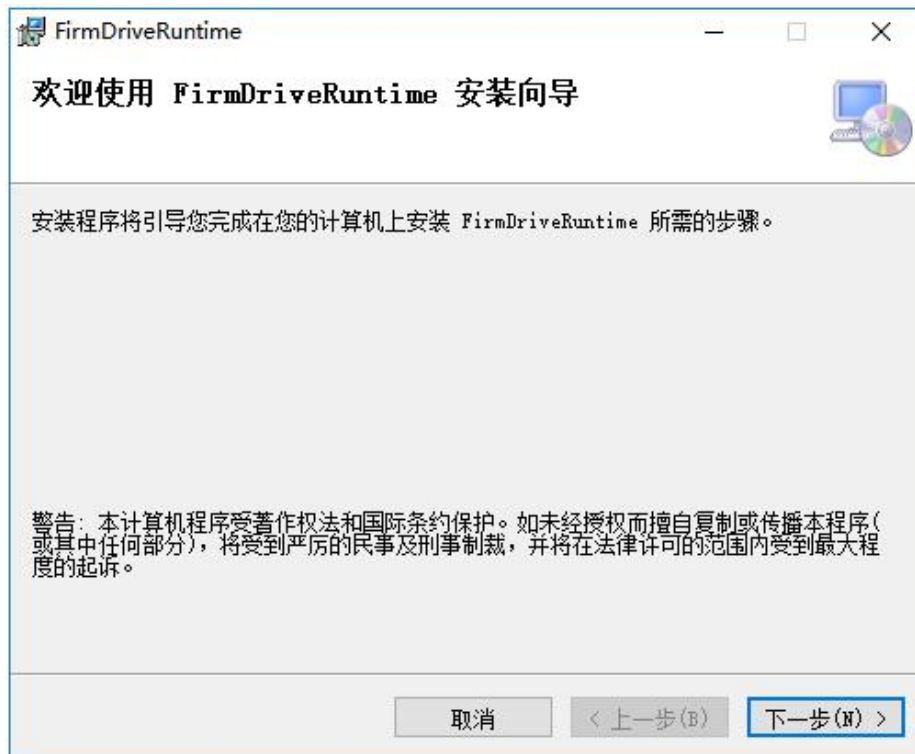 FirmDriveRuntime
欢迎使用 FirmDriveRuntime 安装向导
安装程序将引导您完成在您的计算机上安装 FirmDriveRuntime 所需的步骤。
警告: 本计算机程序受著作权法和国际条约保护。如未经授权而擅自复制或传播本程序(
或其中任何部分)，将受到严厉的民事及刑事制裁，并将在法律许可的范围内受到最大程
度的起诉。
取消
< 上一步(B)
下一步(N) >